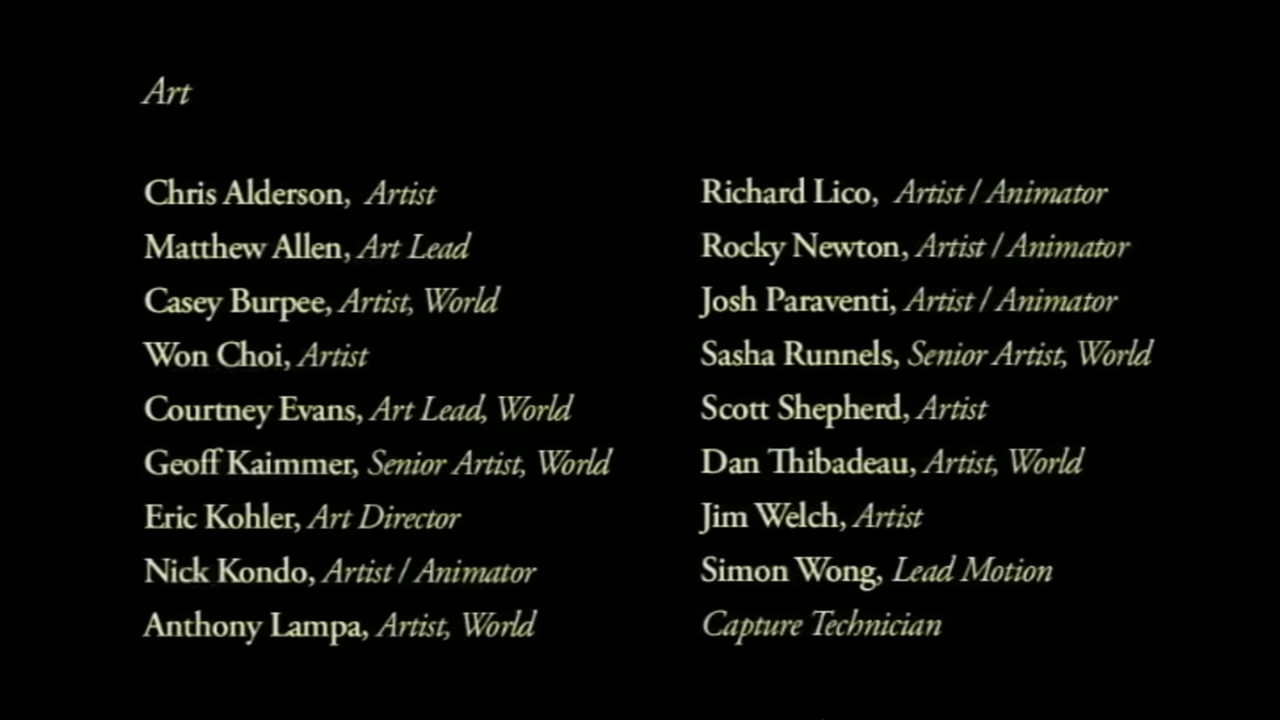 Art
Chris Alderson, Artist
Matthew Allen, Art Lead
Casey Burpee, Artist, World
Won Choi, Artist
Courtney Evans, Art Lead, World
Geoff Kaimmer, Senior Artist, World
Eric Kohler, Art Director
Nick Kondo, Artist / Animator
Anthony Lampa, Artist, World
Richard Lico, Artist / Animator
Rocky Newton, Artist / Animator
Josh Paraventi, Artist / Animator
Sasha Runnels, Senior Artist, World
Scott Shepherd, Artist
Dan Thibadeau, Artist, World
Jim Welch, Artist
Simon Wong, Lead Motion
Capture Technician